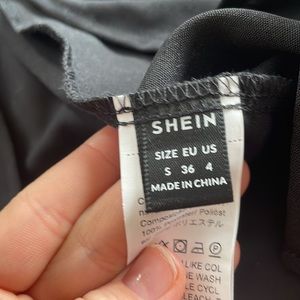 SHEIN
SIZE EU US
S 36 4
MADE IN CHINA
100%
ポリエステル
LIKE COL
WASH
CYCL